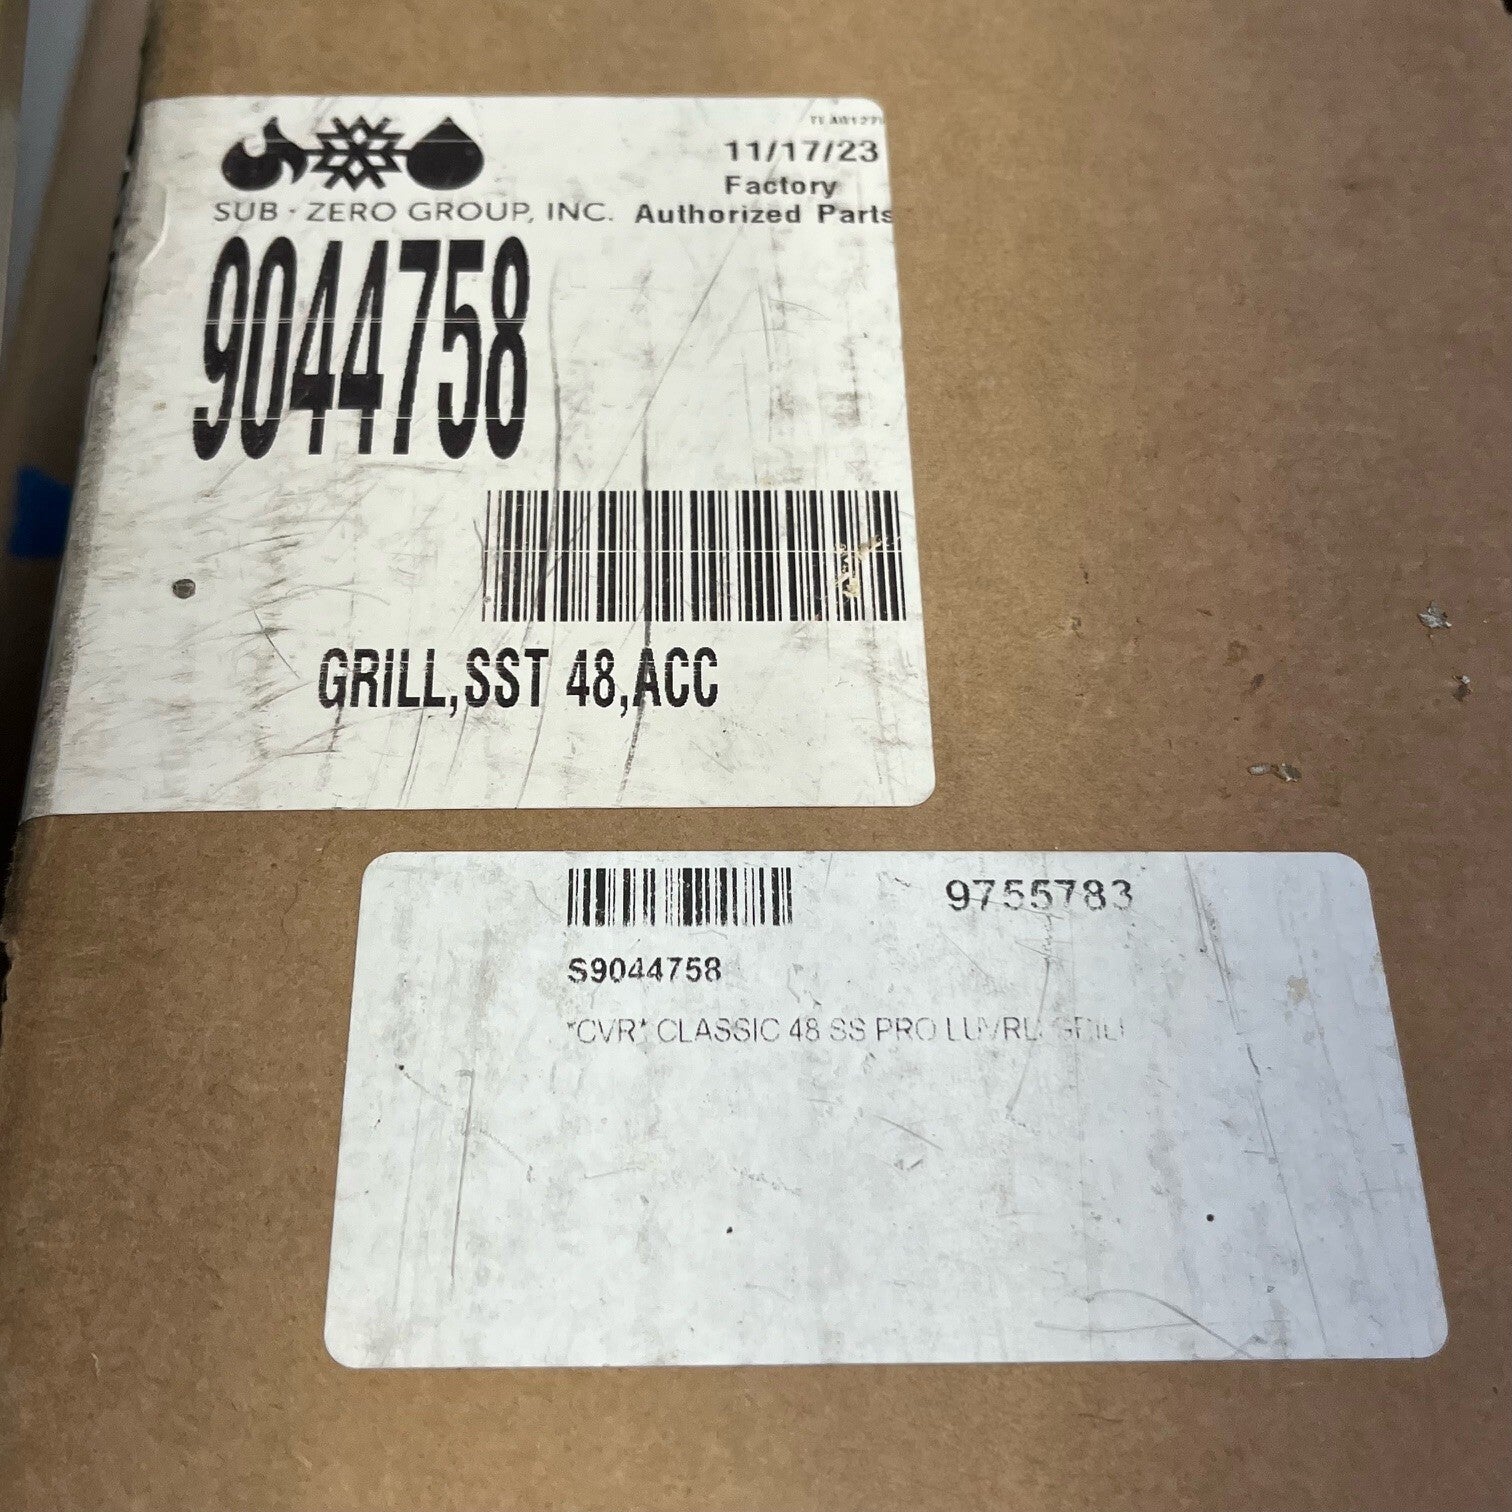 11/17/23
Factory
SUB-ZERO GROUP, INC. Authorized Parts
9044758
GRILL,SST 48,ACC
9755783
S9044758
*CVR* CLASSIC 48 SS PRO